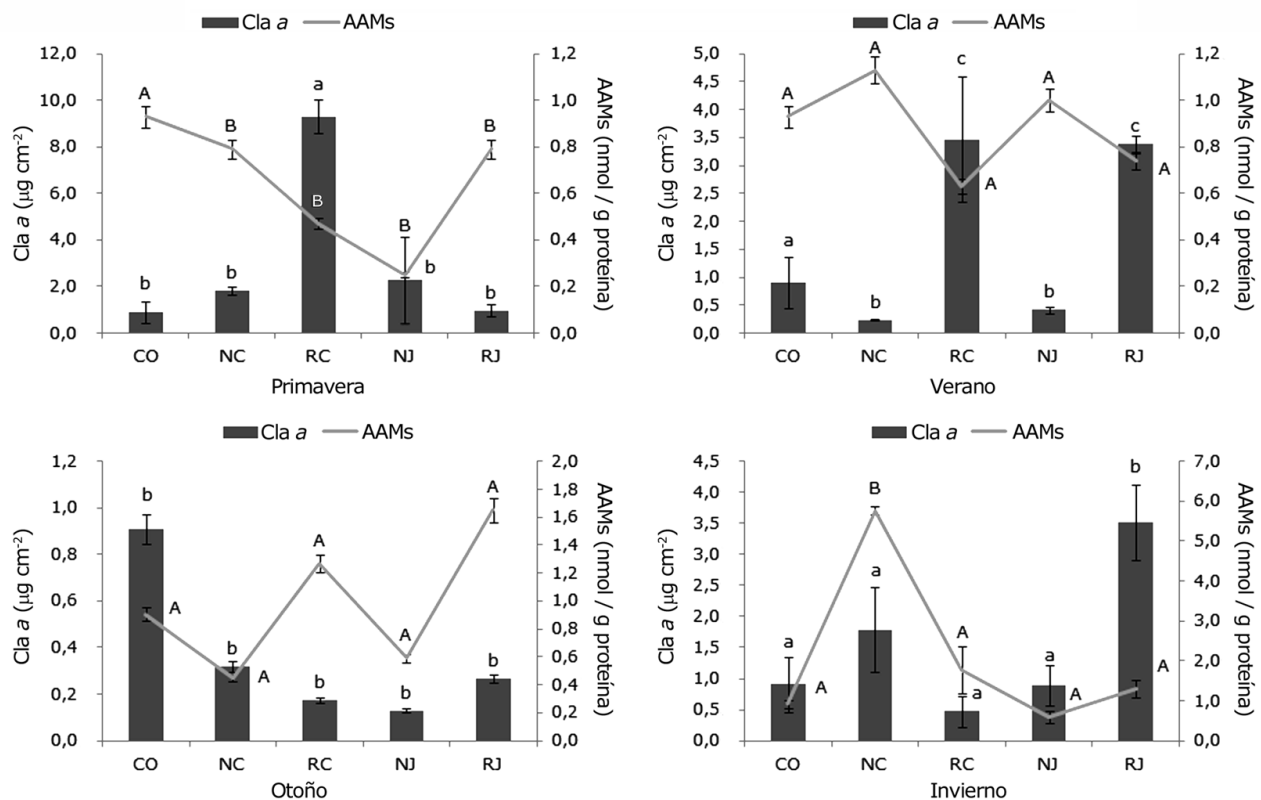 Cla a AAMs
12,0
10,0
8,0
6,0
4,0
2,0
0,0
Cla a (µg cm-2)
1,2
1,0
0,8
0,6
0,4
0,2
0,0
AAMs (nmol / g proteína)
A B a B B B
b b b b
CO NC RC NJ RJ
Primavera
Cla a AAMs
5,0
4,5
4,0
3,5
3,0
2,5
2,0
1,5
1,0
0,5
0,0
Cla a (µg cm-2)
1,2
1,0
0,8
0,6
0,4
0,2
0,0
AAMs (nmol / g proteína)
A A c A A c A
a b b
CO NC RC NJ RJ
Verano
Cla a AAMs
1,2
1,0
0,8
0,6
0,4
0,2
0,0
Cla a (µg cm-2)
2,0
1,8
1,6
1,4
1,2
1,0
0,8
0,6
0,4
0,2
0,0
AAMs (nmol / g proteína)
b A A A A A
b b b b
CO NC RC NJ RJ
Otoño
Cla a AAMs
4,5
4,0
3,5
3,0
2,5
2,0
1,5
1,0
0,5
0,0
Cla a (µg cm-2)
7,0
6,0
5,0
4,0
3,0
2,0
1,0
0,0
AAMs (nmol / g proteína)
B b
a A a A a a A A
CO NC RC NJ RJ
Invierno